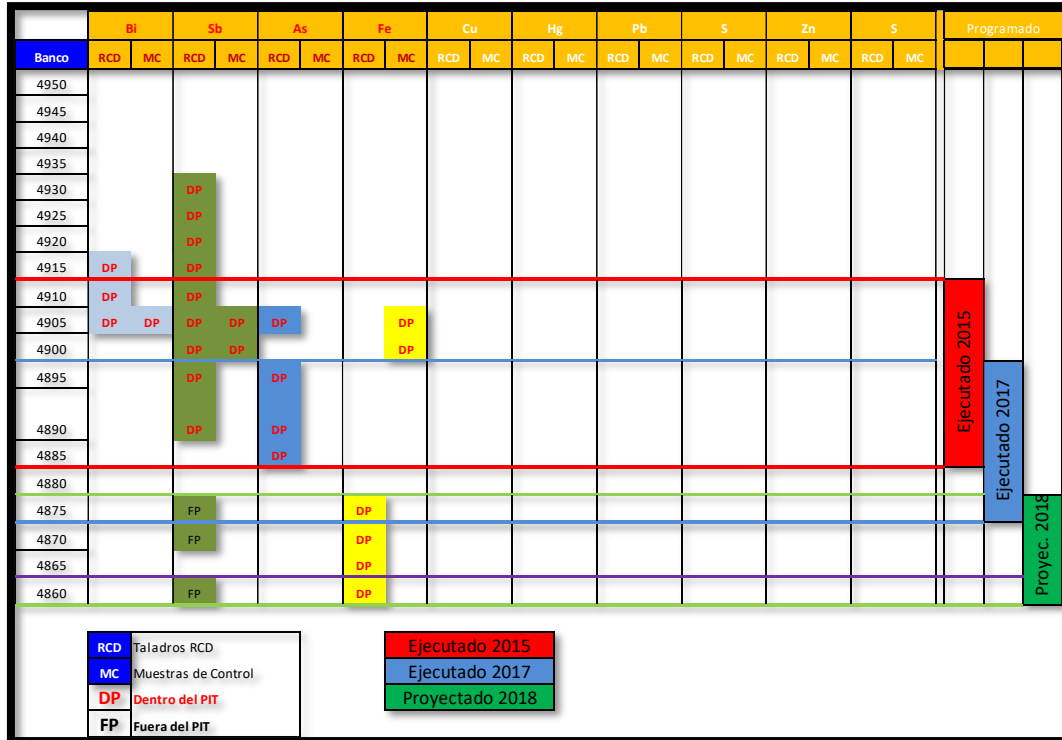 Bi Sb As Fe Cu Hg Pb S Zn S Programado
Banco RCD MC RCD MC RCD MC RCD MC RCD MC RCD MC RCD MC RCD MC RCD MC RCD MC
4950
4945
4940
4935
4930 DP
4925 DP
4920 DP
4915 DP DP
4910 DP DP
4905 DP DP DP DP DP DP
4900 DP DP DP
4895 DP DP
4890 DP DP
4885 DP
4880
4875 FP DP
4870 FP DP
4865 DP
4860 FP DP
Ejecutado 2015
Ejecutado 2017
Proyec. 2018
RCD Taladros RCD
MC Muestras de Control
DP Dentro del PIT
FP Fuera del PIT
Ejecutado 2015
Ejecutado 2017
Proyectado 2018